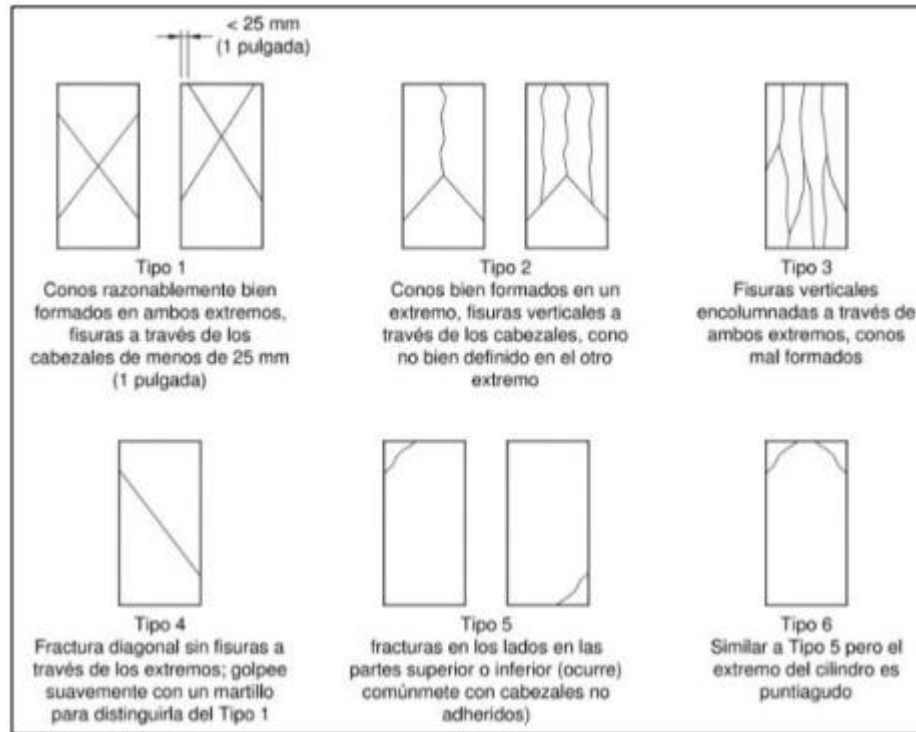 < 25 mm
(1 pulgada)
Tipo 1
Conos razonablemente bien
formados en ambos extremos,
fisuras a través de los
cabezales de menos de 25 mm
(1 pulgada)
Tipo 2
Conos bien formados en un
extremo, fisuras verticales a
través de los cabezales, cono
no bien definido en el otro
extremo
Tipo 3
Fisuras verticales
encolumnadas a través de
ambos extremos, conos
mal formados
Tipo 4
Fractura diagonal sin fisuras a
través de los extremos; golpee
suavemente con un martillo
para distinguirla del Tipo 1
Tipo 5
fracturas en los lados en las
partes superior o inferior (ocurre)
comúnmete con cabezales no
adheridos)
Tipo 6
Similar a Tipo 5 pero el
extremo del cilindro es
puntiagudo